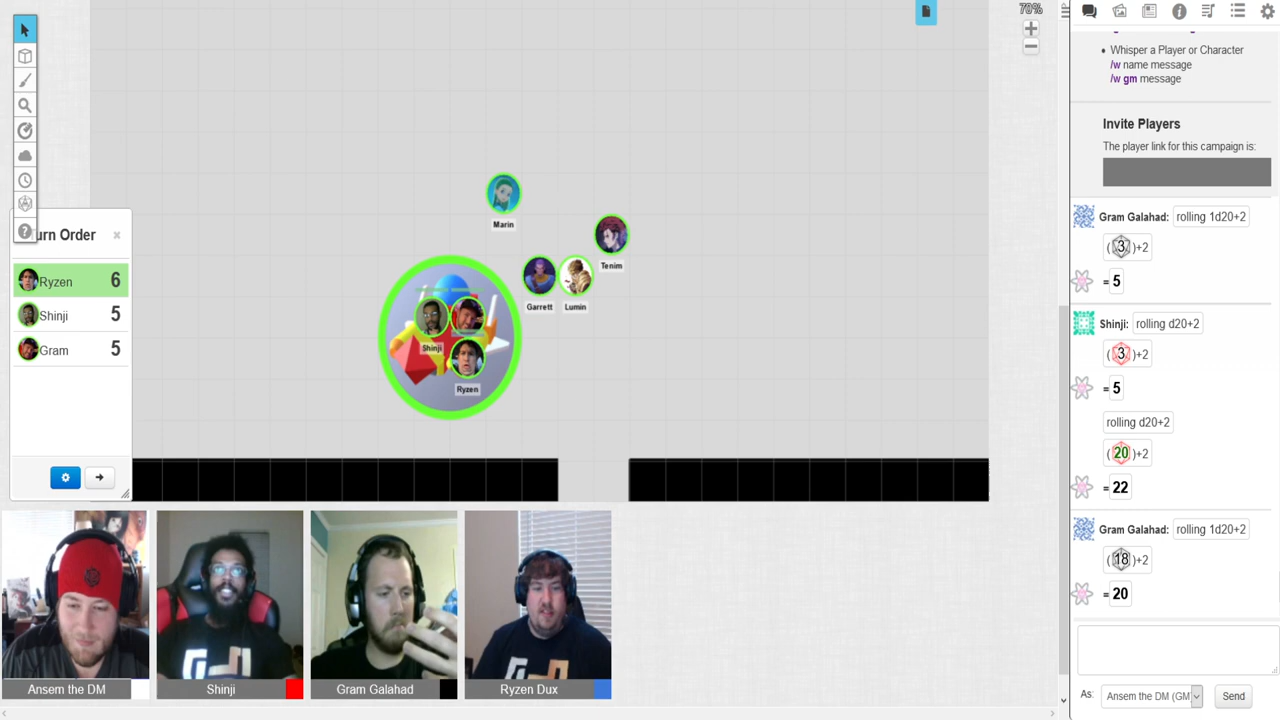 70%
Marin
Tenim
Garrett
Lumin
Shinji
Ryzen
urn Order
×
Ryzen 6
Shinji 5
Gram 5
Ansem the DM
Shinji
Gram Galahad
Ryzen Dux
Whisper a Player or Character
/w name message
/w gm message
Invite Players
The player link for this campaign is:
Gram Galahad: rolling 1d20+2
(3)+2
= 5
Shinji: rolling d20+2
(3)+2
= 5
rolling d20+2
(20)+2
= 22
Gram Galahad: rolling 1d20+2
(18)+2
= 20
As: Ansem the DM (GM Send